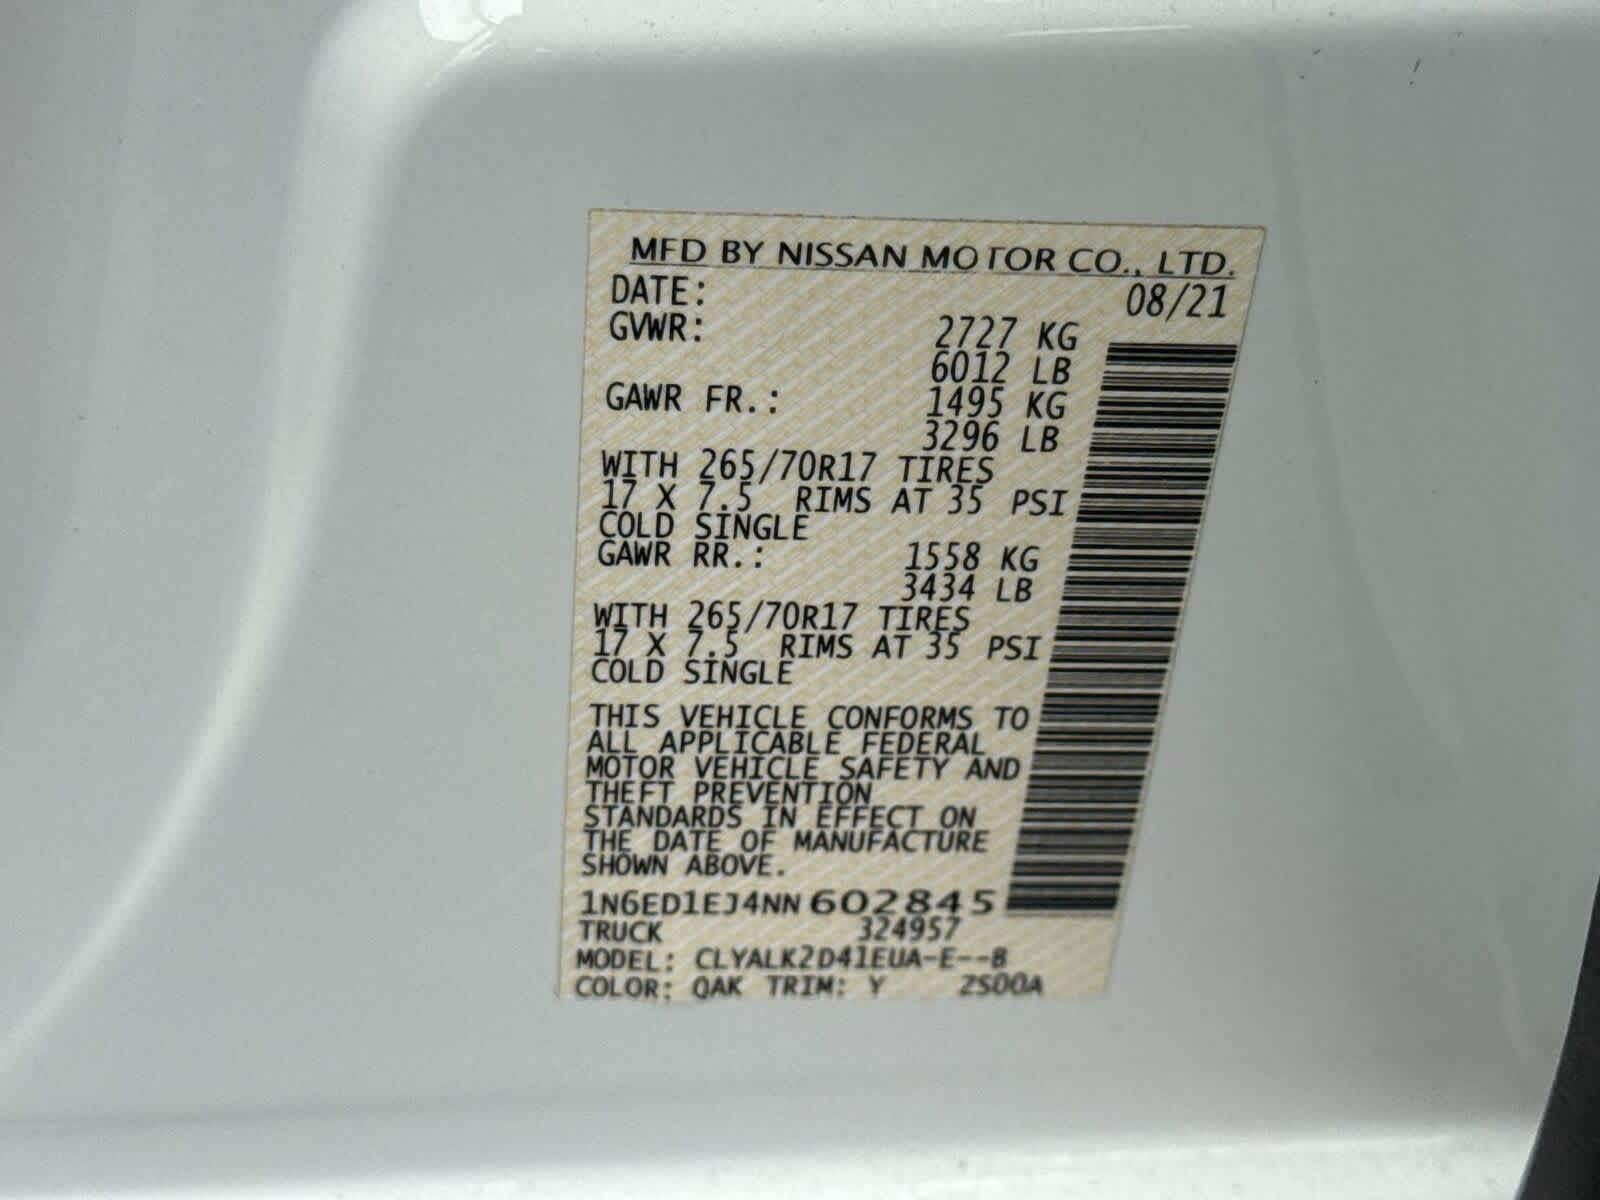 MFD BY NISSAN MOTOR CO., LTD.
DATE: 08/21
GVWR: 2727 KG
6012 LB
GAWR FR.: 1495 KG
3296 LB
WITH 265/70R17 TIRES
17 X 7.5 RIMS AT 35 PSI
COLD SINGLE
GAWR RR.: 1558 KG
3434 LB
WITH 265/70R17 TIRES
17 X 7.5 RIMS AT 35 PSI
COLD SINGLE
THIS VEHICLE CONFORMS TO
ALL APPLICABLE FEDERAL
MOTOR VEHICLE SAFETY AND
THEFT PREVENTION
STANDARDS IN EFFECT ON
THE DATE OF MANUFACTURE
SHOWN ABOVE.
1N6ED1EJ4NN602845
TRUCK 324957
MODEL: CLYALK2D41EUA-E--B
COLOR: QAK TRIM: Y ZS00A